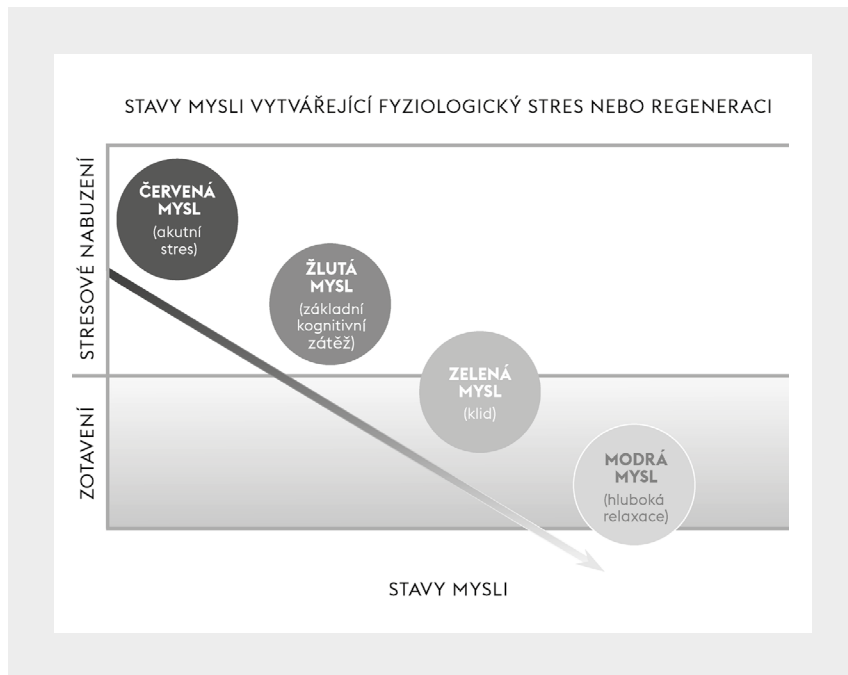 STAVY MYSLI VYTVÁŘEJÍCÍ FYZIOLOGICKÝ STRES NEBO REGENERACI
STRESOVÉ NABUZENÍ
ČERVENÁ
MYSL
(akutní
stres)
ŽLUTÁ
MYSL
(základní
kognitivní
zátěž)
ZELENÁ
MYSL
(klid)
ZOTAVENÍ
MODRÁ
MYSL
(hluboká
relaxace)
STAVY MYSLI